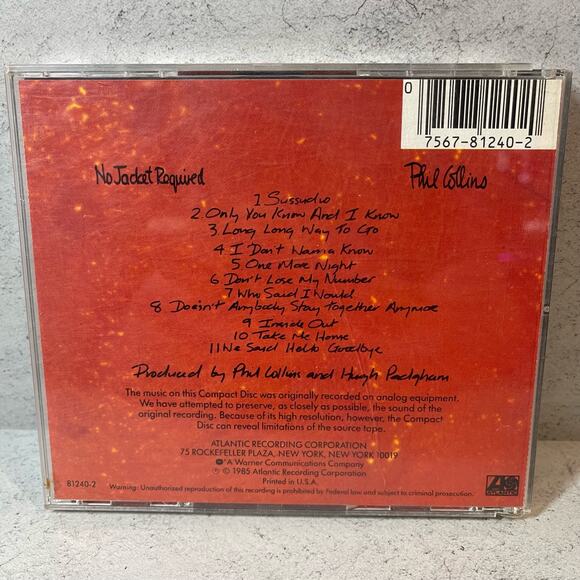 0
7567-81240-2
No Jacket Required
Phil Collins
1 Sussudio
2. Only You Know And I Know
3. Long Long Way To Go
4 I Don't Wanna Know
5. One More Night
6 Don't Lose My Number
7 Who Said I Would
8. Doesn't Anybody Stay Together Anymore
9 Inside Out
10 Take Me Home
11 We Said Hello Goodbye
Produced by Phil Collins and Hugh Padgham
The music on this Compact Disc was originally recorded on analog equipment.
We have attempted to preserve, as closely as possible, the sound of the
original recording. Because of its high resolution, however, the Compact
Disc can reveal limitations of the source tape.
ATLANTIC RECORDING CORPORATION
75 ROCKEFELLER PLAZA, NEW YORK, NEW YORK 10019
A Warner Communications Company
℗ © 1985 Atlantic Recording Corporation
Printed in U.S.A.
81240-2
Warning: Unauthorized reproduction of this recording is prohibited by Federal law and subject to criminal prosecution.
ATLANTIC